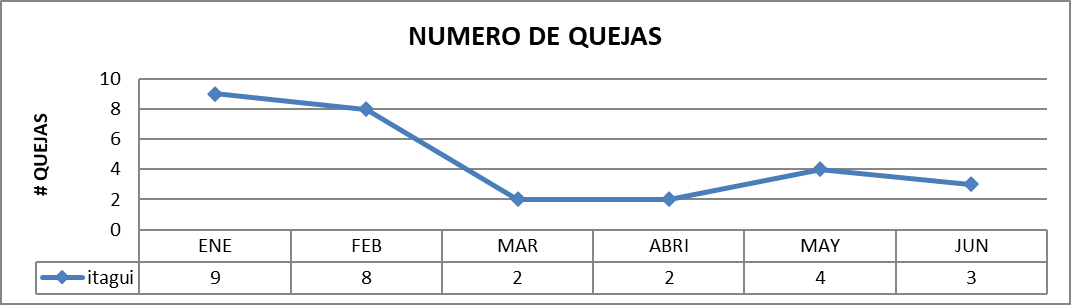 NUMERO DE QUEJAS
# QUEJAS
10
8
6
4
2
0
ENE FEB MAR ABRI MAY JUN
itagui 9 8 2 2 4 3